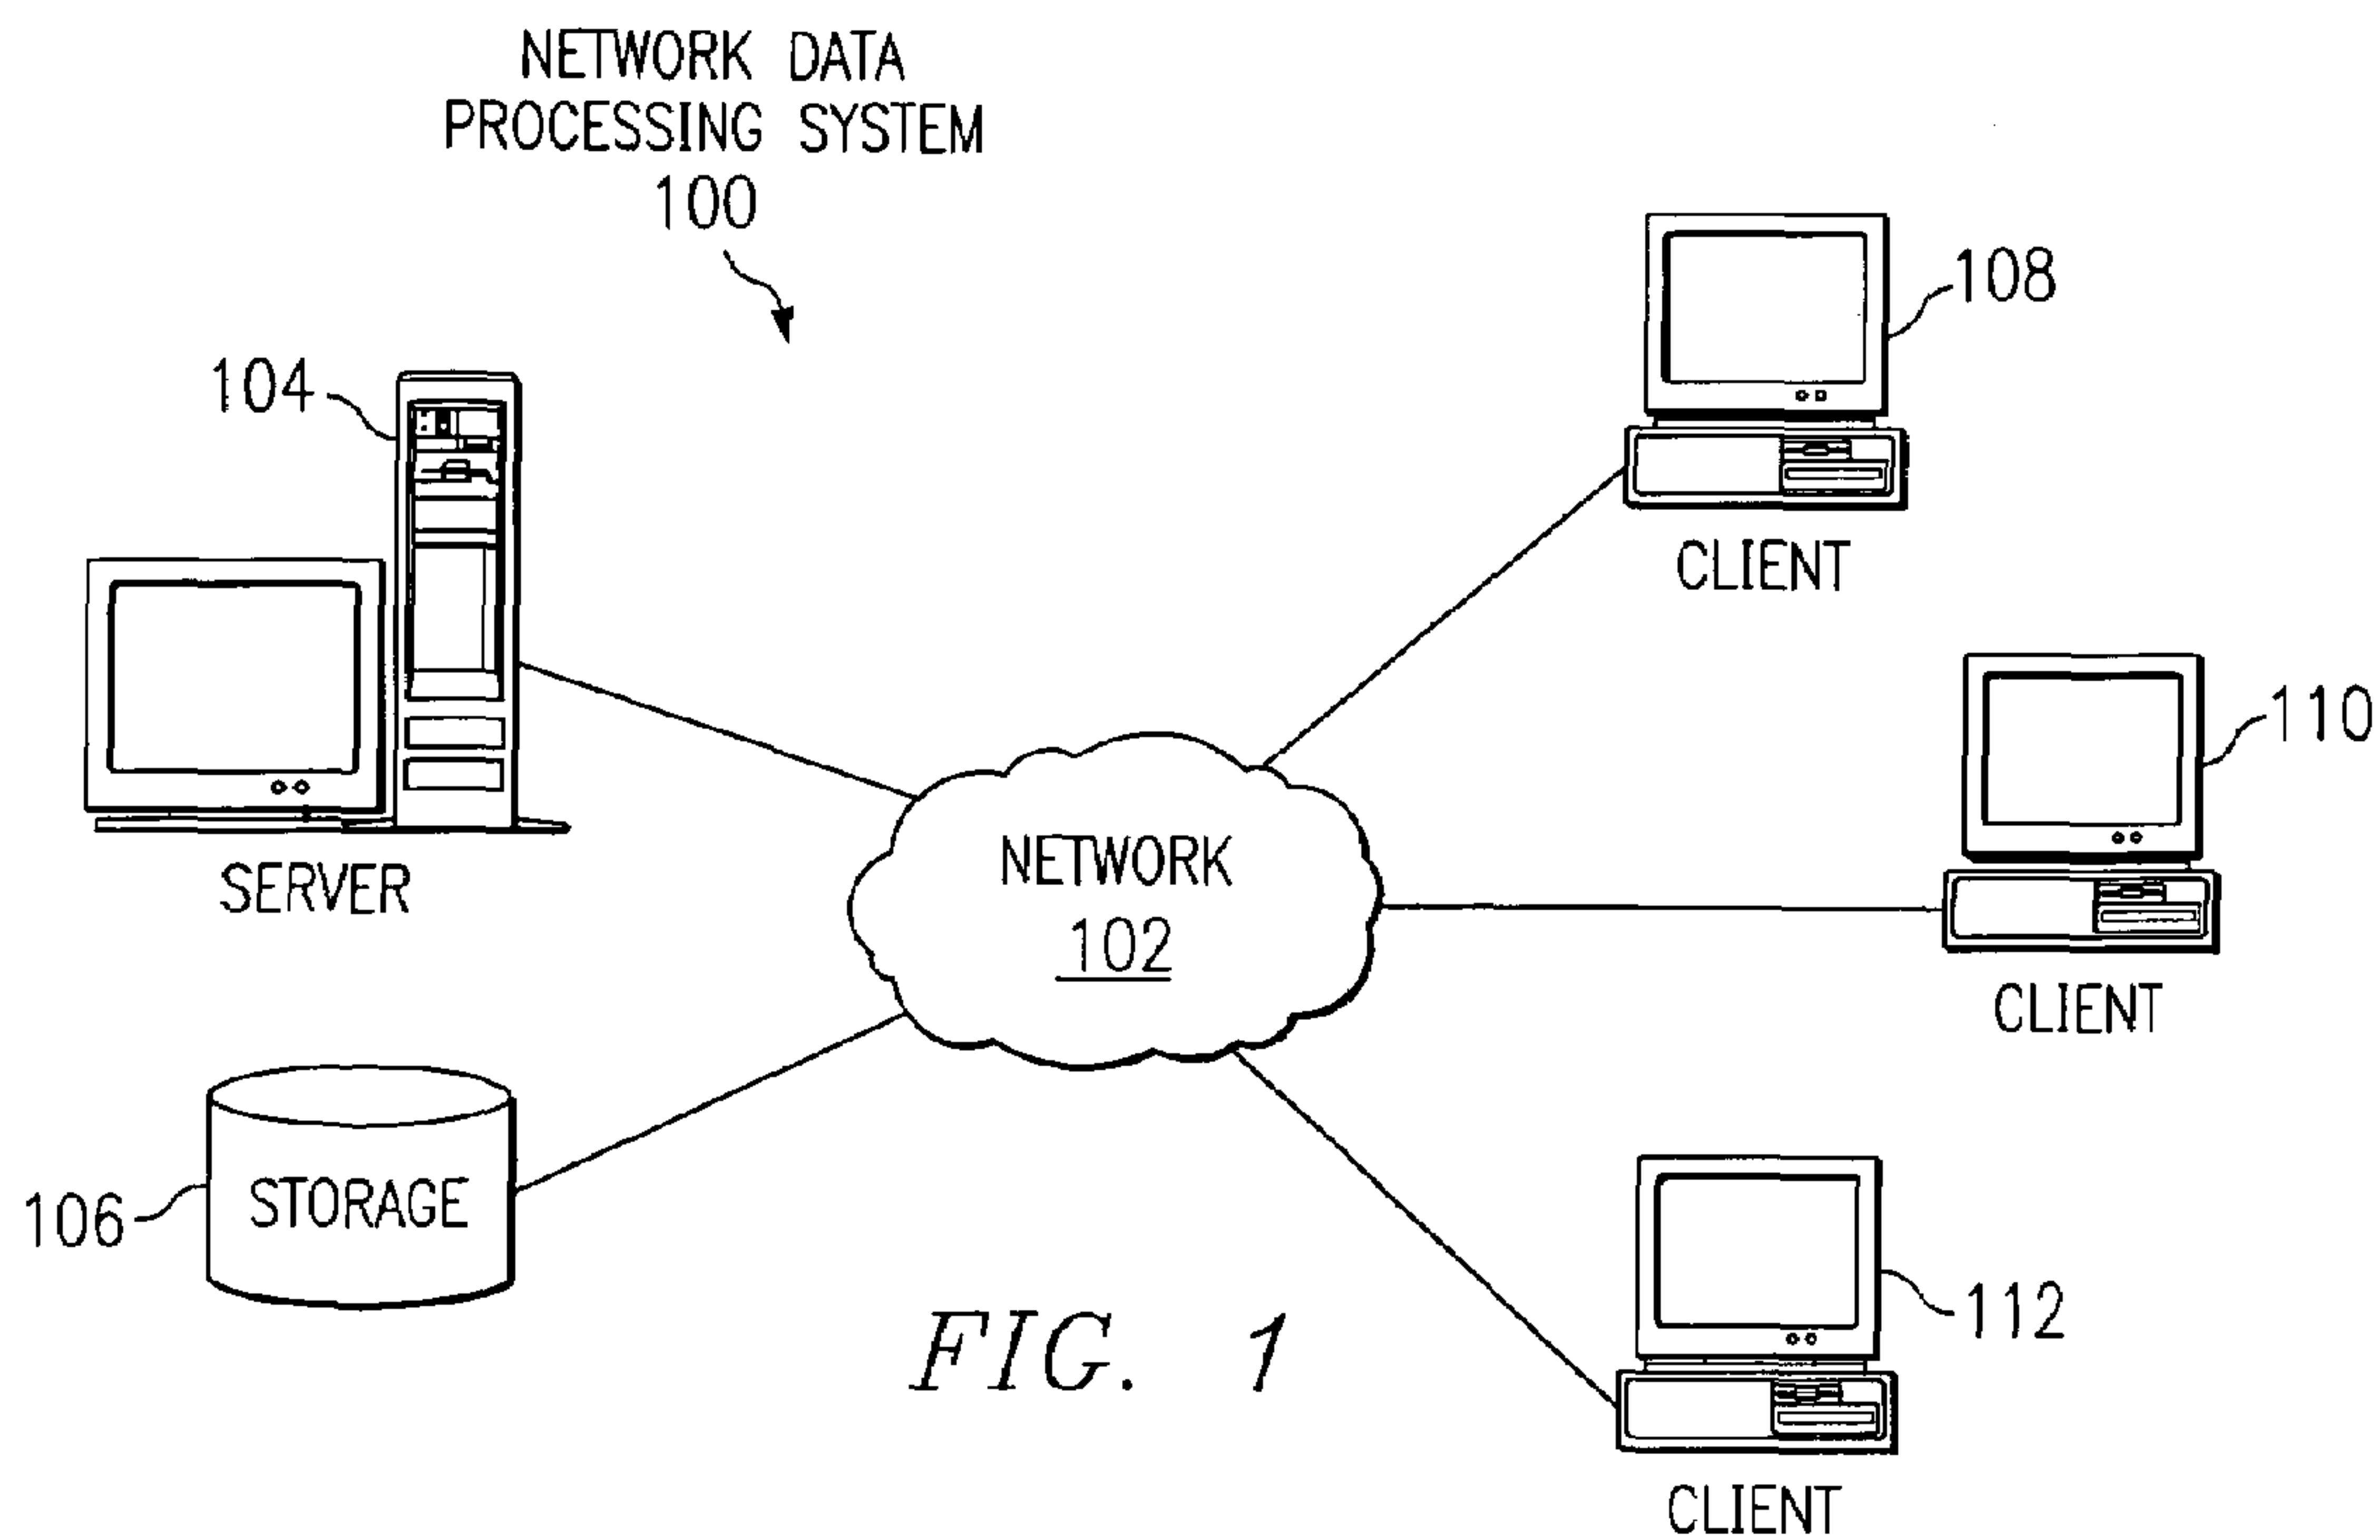 NETWORK DATA
PROCESSING SYSTEM
100
108
104
CLIENT
110
SERVER
NETWORK
102
CLIENT
106
STORAGE
112
FIG. 1
CLIENT